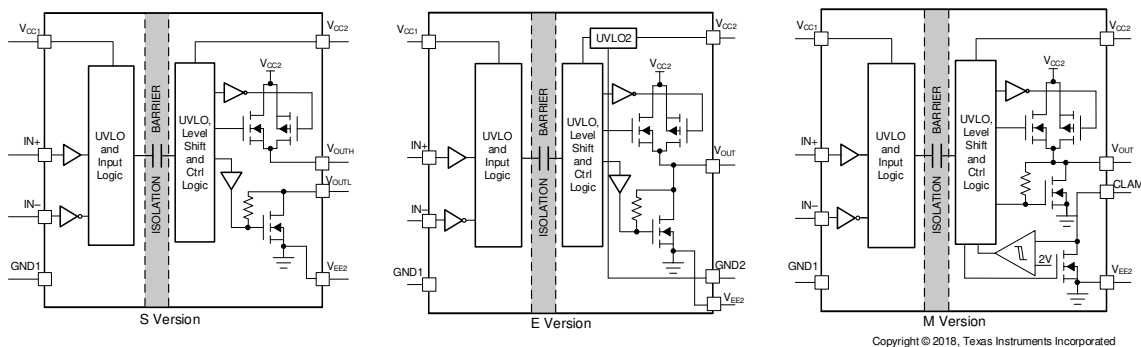 VCC1
VCC2
UVLO
and
Input
Logic
ISOLATION BARRIER
UVLO,
Level
Shift
and
Ctrl
Logic
VCC2
IN+
IN−
GND1
VOUTH
VOUTL
VEE2
S Version
VCC1
VCC2
UVLO2
UVLO
and
Input
Logic
ISOLATION BARRIER
UVLO,
Level
Shift
and
Ctrl
Logic
VCC2
IN+
IN−
GND1
VOUT
GND2
VEE2
E Version
VCC1
VCC2
UVLO
and
Input
Logic
ISOLATION BARRIER
UVLO,
Level
Shift
and
Ctrl
Logic
VCC2
IN+
IN−
GND1
VOUT
CLAM
2V
VEE2
M Version
Copyright © 2018, Texas Instruments Incorporated